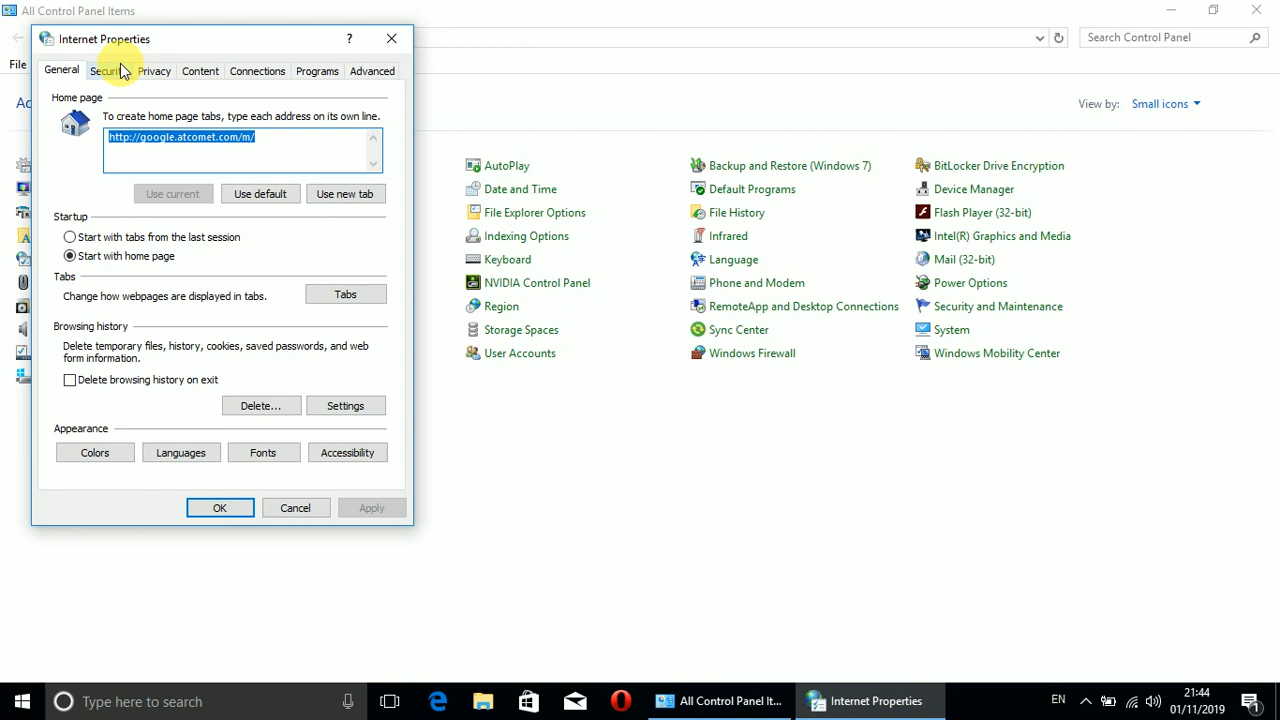 All Control Panel Items
Internet Properties
?
Search Control Panel
File
General
Privacy
Content
Connections
Programs
Advanced
Home page
To create home page tabs, type each address on its own line.
http://google.atcomet.com/m/
Use current
Use default
Use new tab
Startup
Start with tabs from the last session
Start with home page
Tabs
Change how webpages are displayed in tabs.
Tabs
Browsing history
Delete temporary files, history, cookies, saved passwords, and web
form information.
Delete browsing history on exit
Delete...
Settings
Appearance
Colors
Languages
Fonts
Accessibility
OK
Cancel
Apply
View by:
Small icons
AutoPlay
Backup and Restore (Windows 7)
BitLocker Drive Encryption
Date and Time
Default Programs
Device Manager
File Explorer Options
File History
Flash Player (32-bit)
Indexing Options
Infrared
Intel(R) Graphics and Media
Keyboard
Language
Mail (32-bit)
NVIDIA Control Panel
Phone and Modem
Power Options
Region
RemoteApp and Desktop Connections
Security and Maintenance
Storage Spaces
Sync Center
System
User Accounts
Windows Firewall
Windows Mobility Center
Type here to search
All Control Panel It...
Internet Properties
EN
21:44
01/11/2019
1